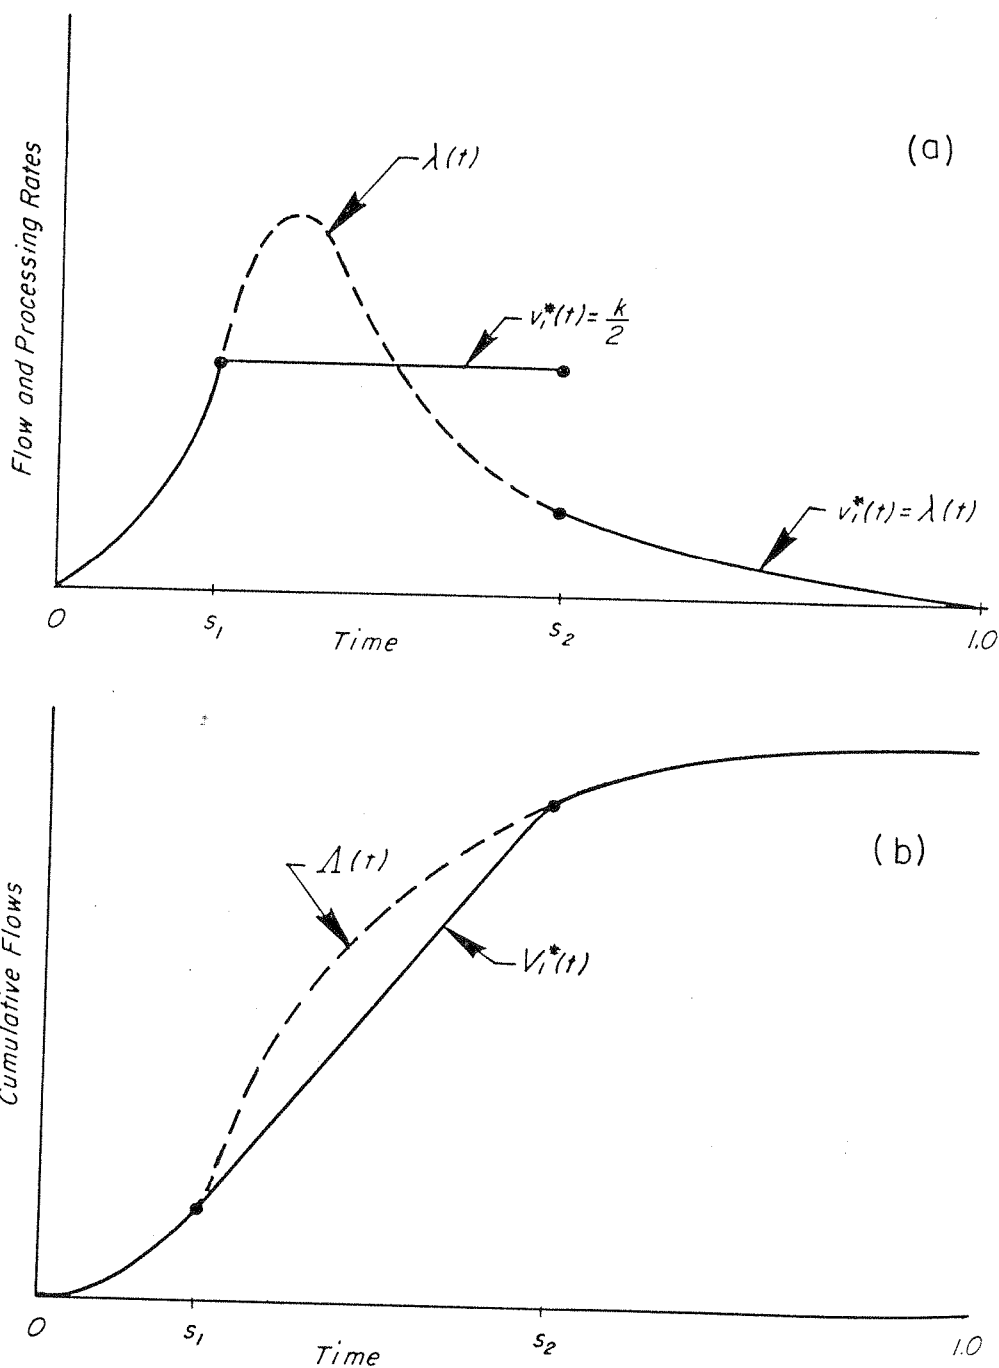 (a)
Flow and Processing Rates
λ(t)
v₁*(t)=k/2
v₁*(t)=λ(t)
0
s₁
Time
s₂
1.0
(b)
Cumulative Flows
Λ(t)
V₁*(t)
0
s₁
Time
s₂
1.0